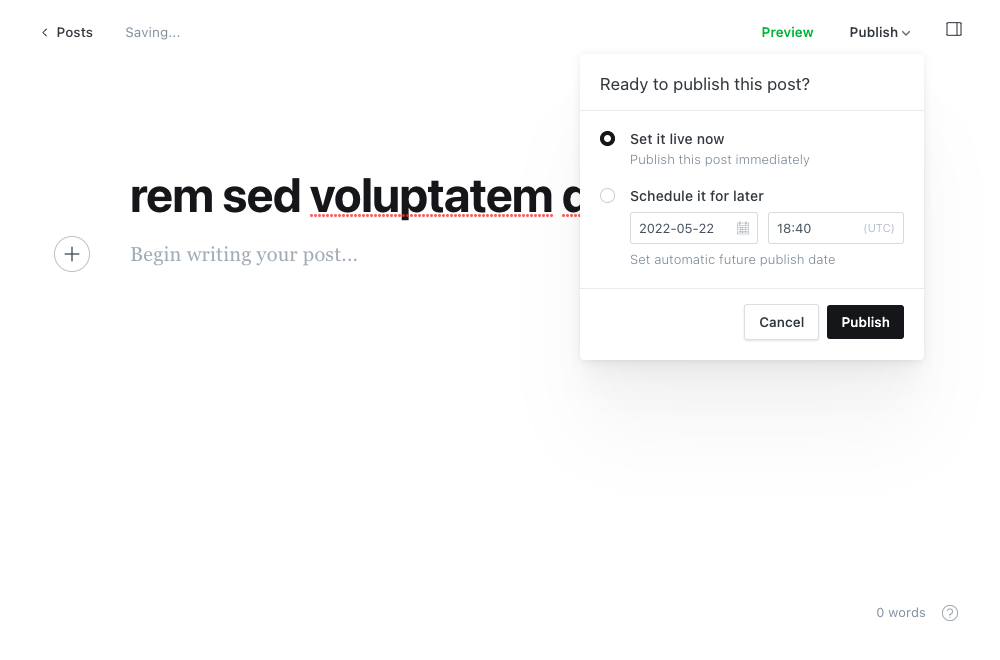 Posts
Saving...
Preview
Publish
Ready to publish this post?
Set it live now
Publish this post immediately
Schedule it for later
2022-05-22
18:40
(UTC)
Set automatic future publish date
Cancel
Publish
rem sed voluptatem
Begin writing your post...
0 words
?